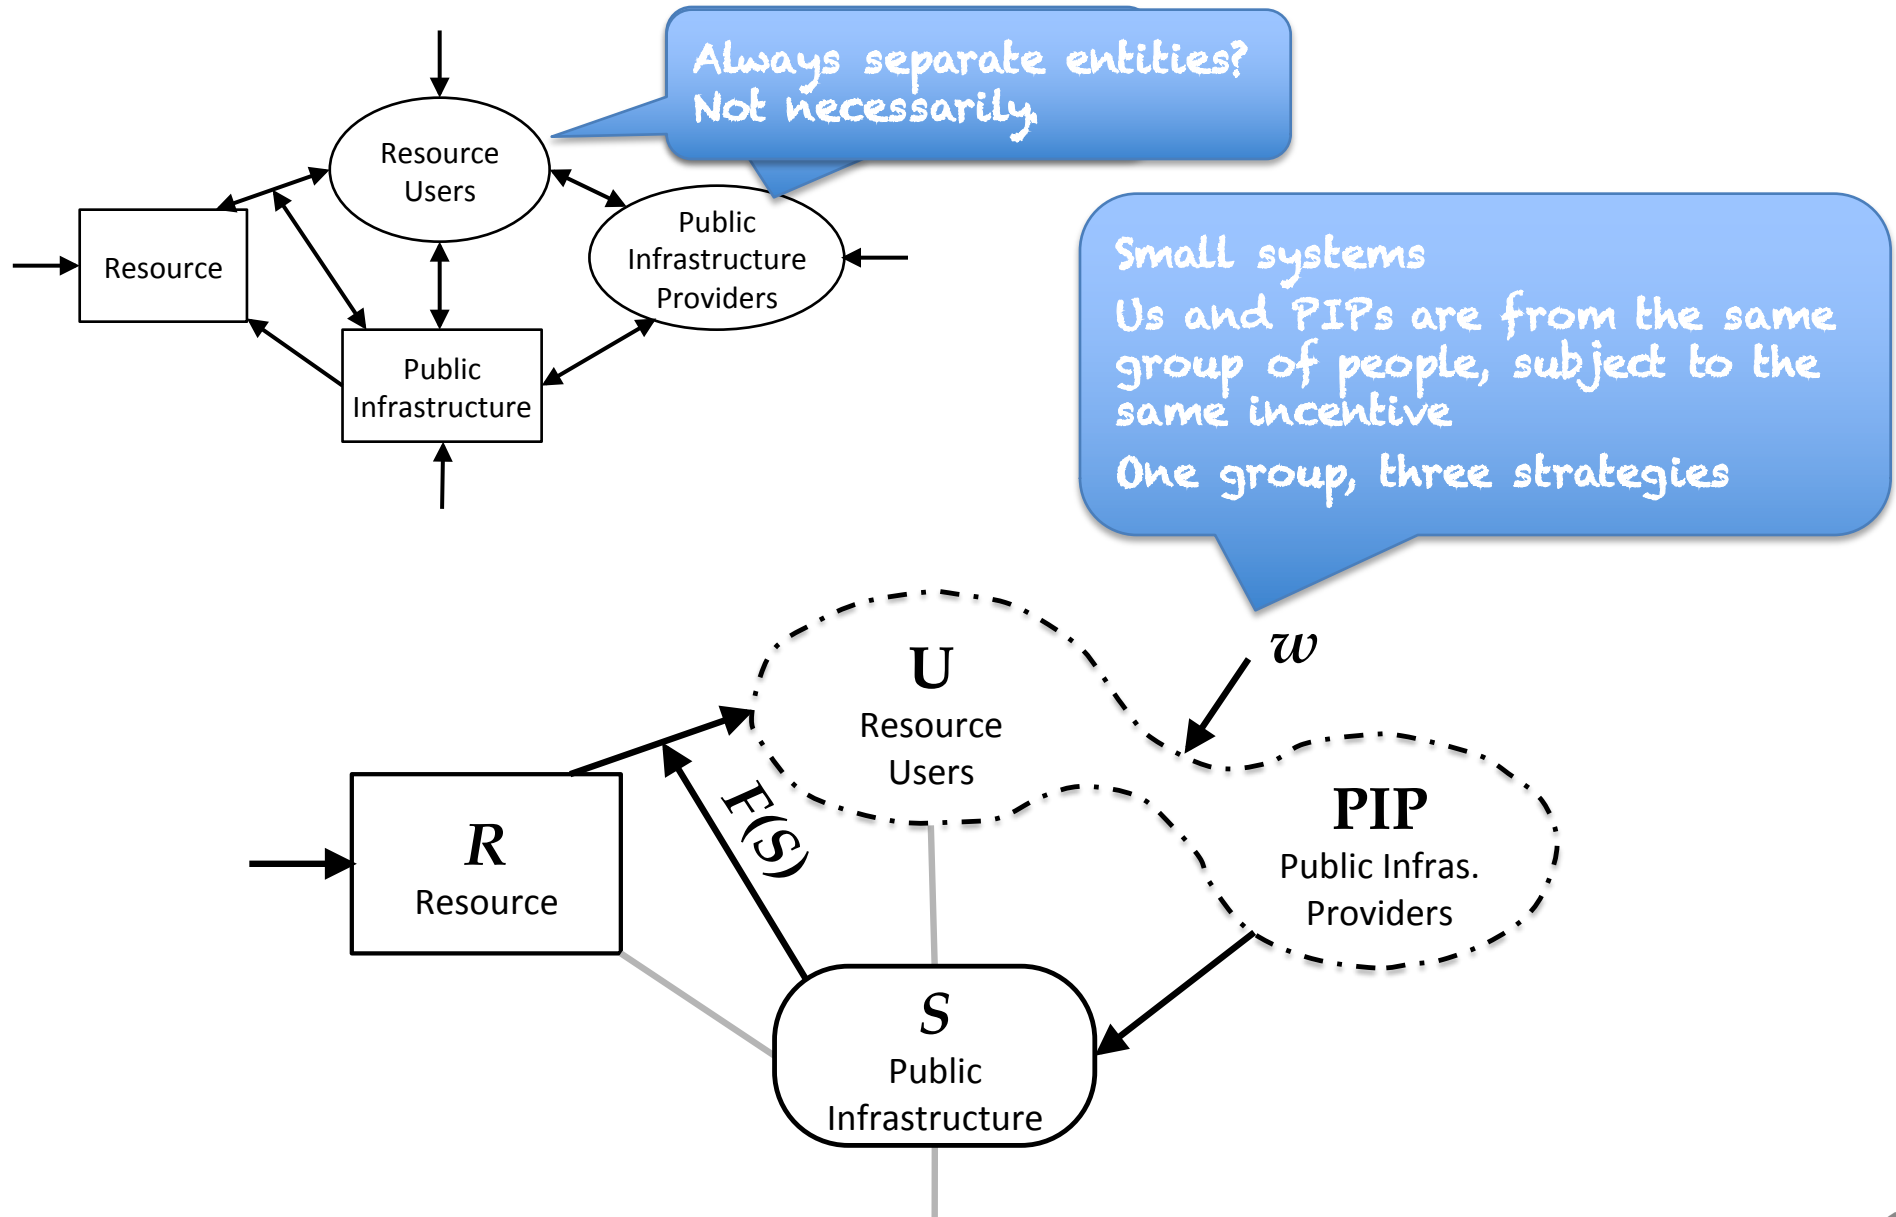 Always separate entities?
Not necessarily.
Resource
Users
Public
Infrastructure
Providers
Resource
Public
Infrastructure
Small systems
Us and PIPs are from the same
group of people, subject to the
same incentive
One group, three strategies
w
U
Resource
Users
PIP
Public Infras.
Providers
F(S)
R
Resource
S
Public
Infrastructure